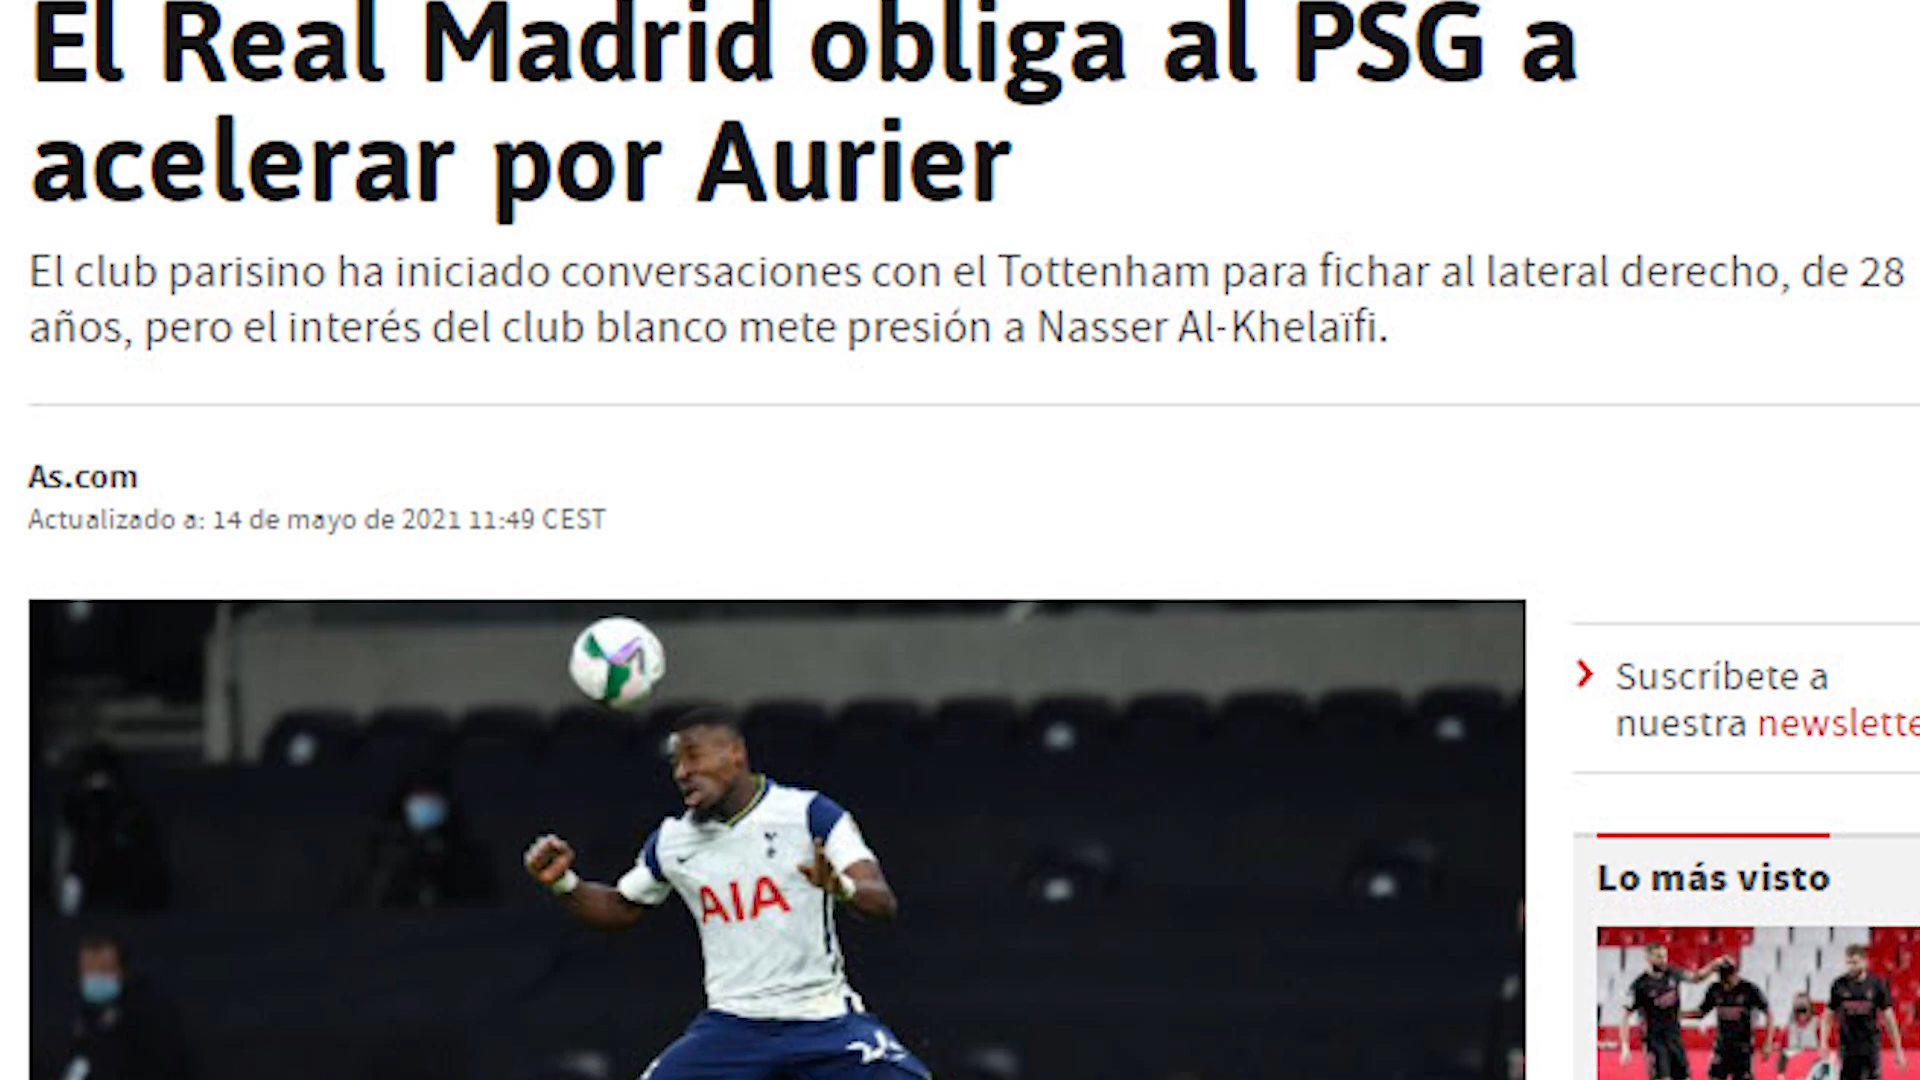 El Real Madrid obliga al PSG a
acelerar por Aurier
El club parisino ha iniciado conversaciones con el Tottenham para fichar al lateral derecho, de 28
años, pero el interés del club blanco mete presión a Nasser Al-Khelaïfi.
As.com
Actualizado a: 14 de mayo de 2021 11:49 CEST
Suscríbete a
nuestra newslette
Lo más visto
AIA
24